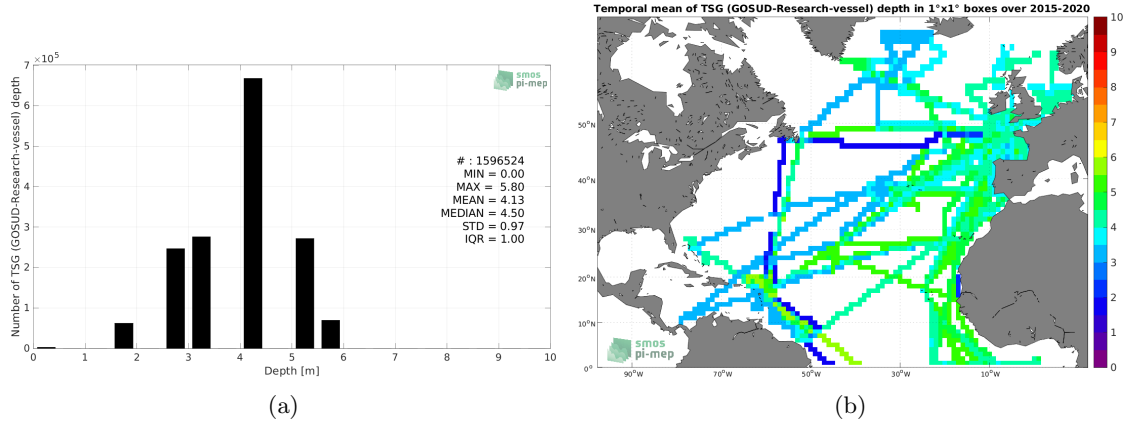 Temporal mean of TSG (GOSUD-Research-vessel) depth in 1°x1° boxes over 2015-2020
×10⁵
7
6
5
4
3
2
1
0
Number of TSG (GOSUD-Research-vessel) depth
smos
pi-mep
# : 1596524
MIN = 0.00
MAX = 5.80
MEAN = 4.13
MEDIAN = 4.50
STD = 0.97
IQR = 1.00
0 1 2 3 4 5 6 7 8 9 10
Depth [m]
(a)
50°N
40°N
30°N
20°N
10°N
0°
90°W 70°W 50°W 30°W 10°W
smos
pi-mep
10
9
8
7
6
5
4
3
2
1
0
(b)